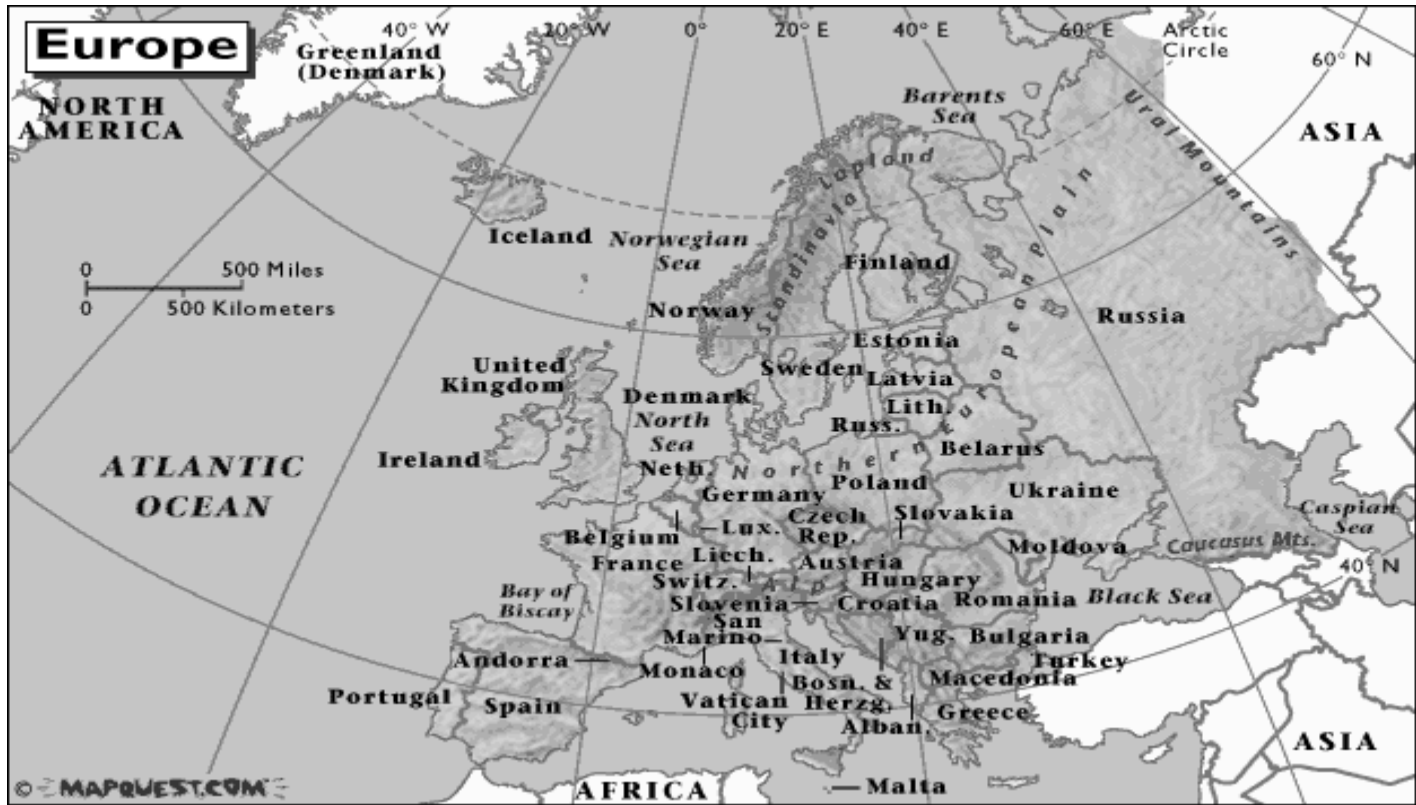 Europe
40° W
20° W
0°
20° E
40° E
60° E
Arctic
Circle
60° N
Greenland
(Denmark)
NORTH
AMERICA
Barents
Sea
Ural Mountains
ASIA
Lapland
Iceland
Norwegian
Sea
Scandinavia
Finland
Northern European Plain
0
500 Miles
0
500 Kilometers
Norway
Russia
Estonia
United
Kingdom
Sweden
Latvia
Denmark
North
Sea
Lith.
Russ.
Belarus
Ireland
ATLANTIC
OCEAN
Neth.
Poland
Germany
Ukraine
Czech
Rep.
Slovakia
Caspian
Sea
Belgium
Lux.
Moldova
Caucasus Mts.
Liech.
France
Austria
40° N
Switz.
Alps
Hungary
Bay of
Biscay
Slovenia
Croatia
Romania
Black Sea
San
Marino
Yug.
Bulgaria
Andorra
Monaco
Italy
Turkey
Portugal
Spain
Vatican
City
Bosn. &
Herzg.
Macedonia
Alban.
Greece
ASIA
© MAPQUEST.COM
AFRICA
Malta